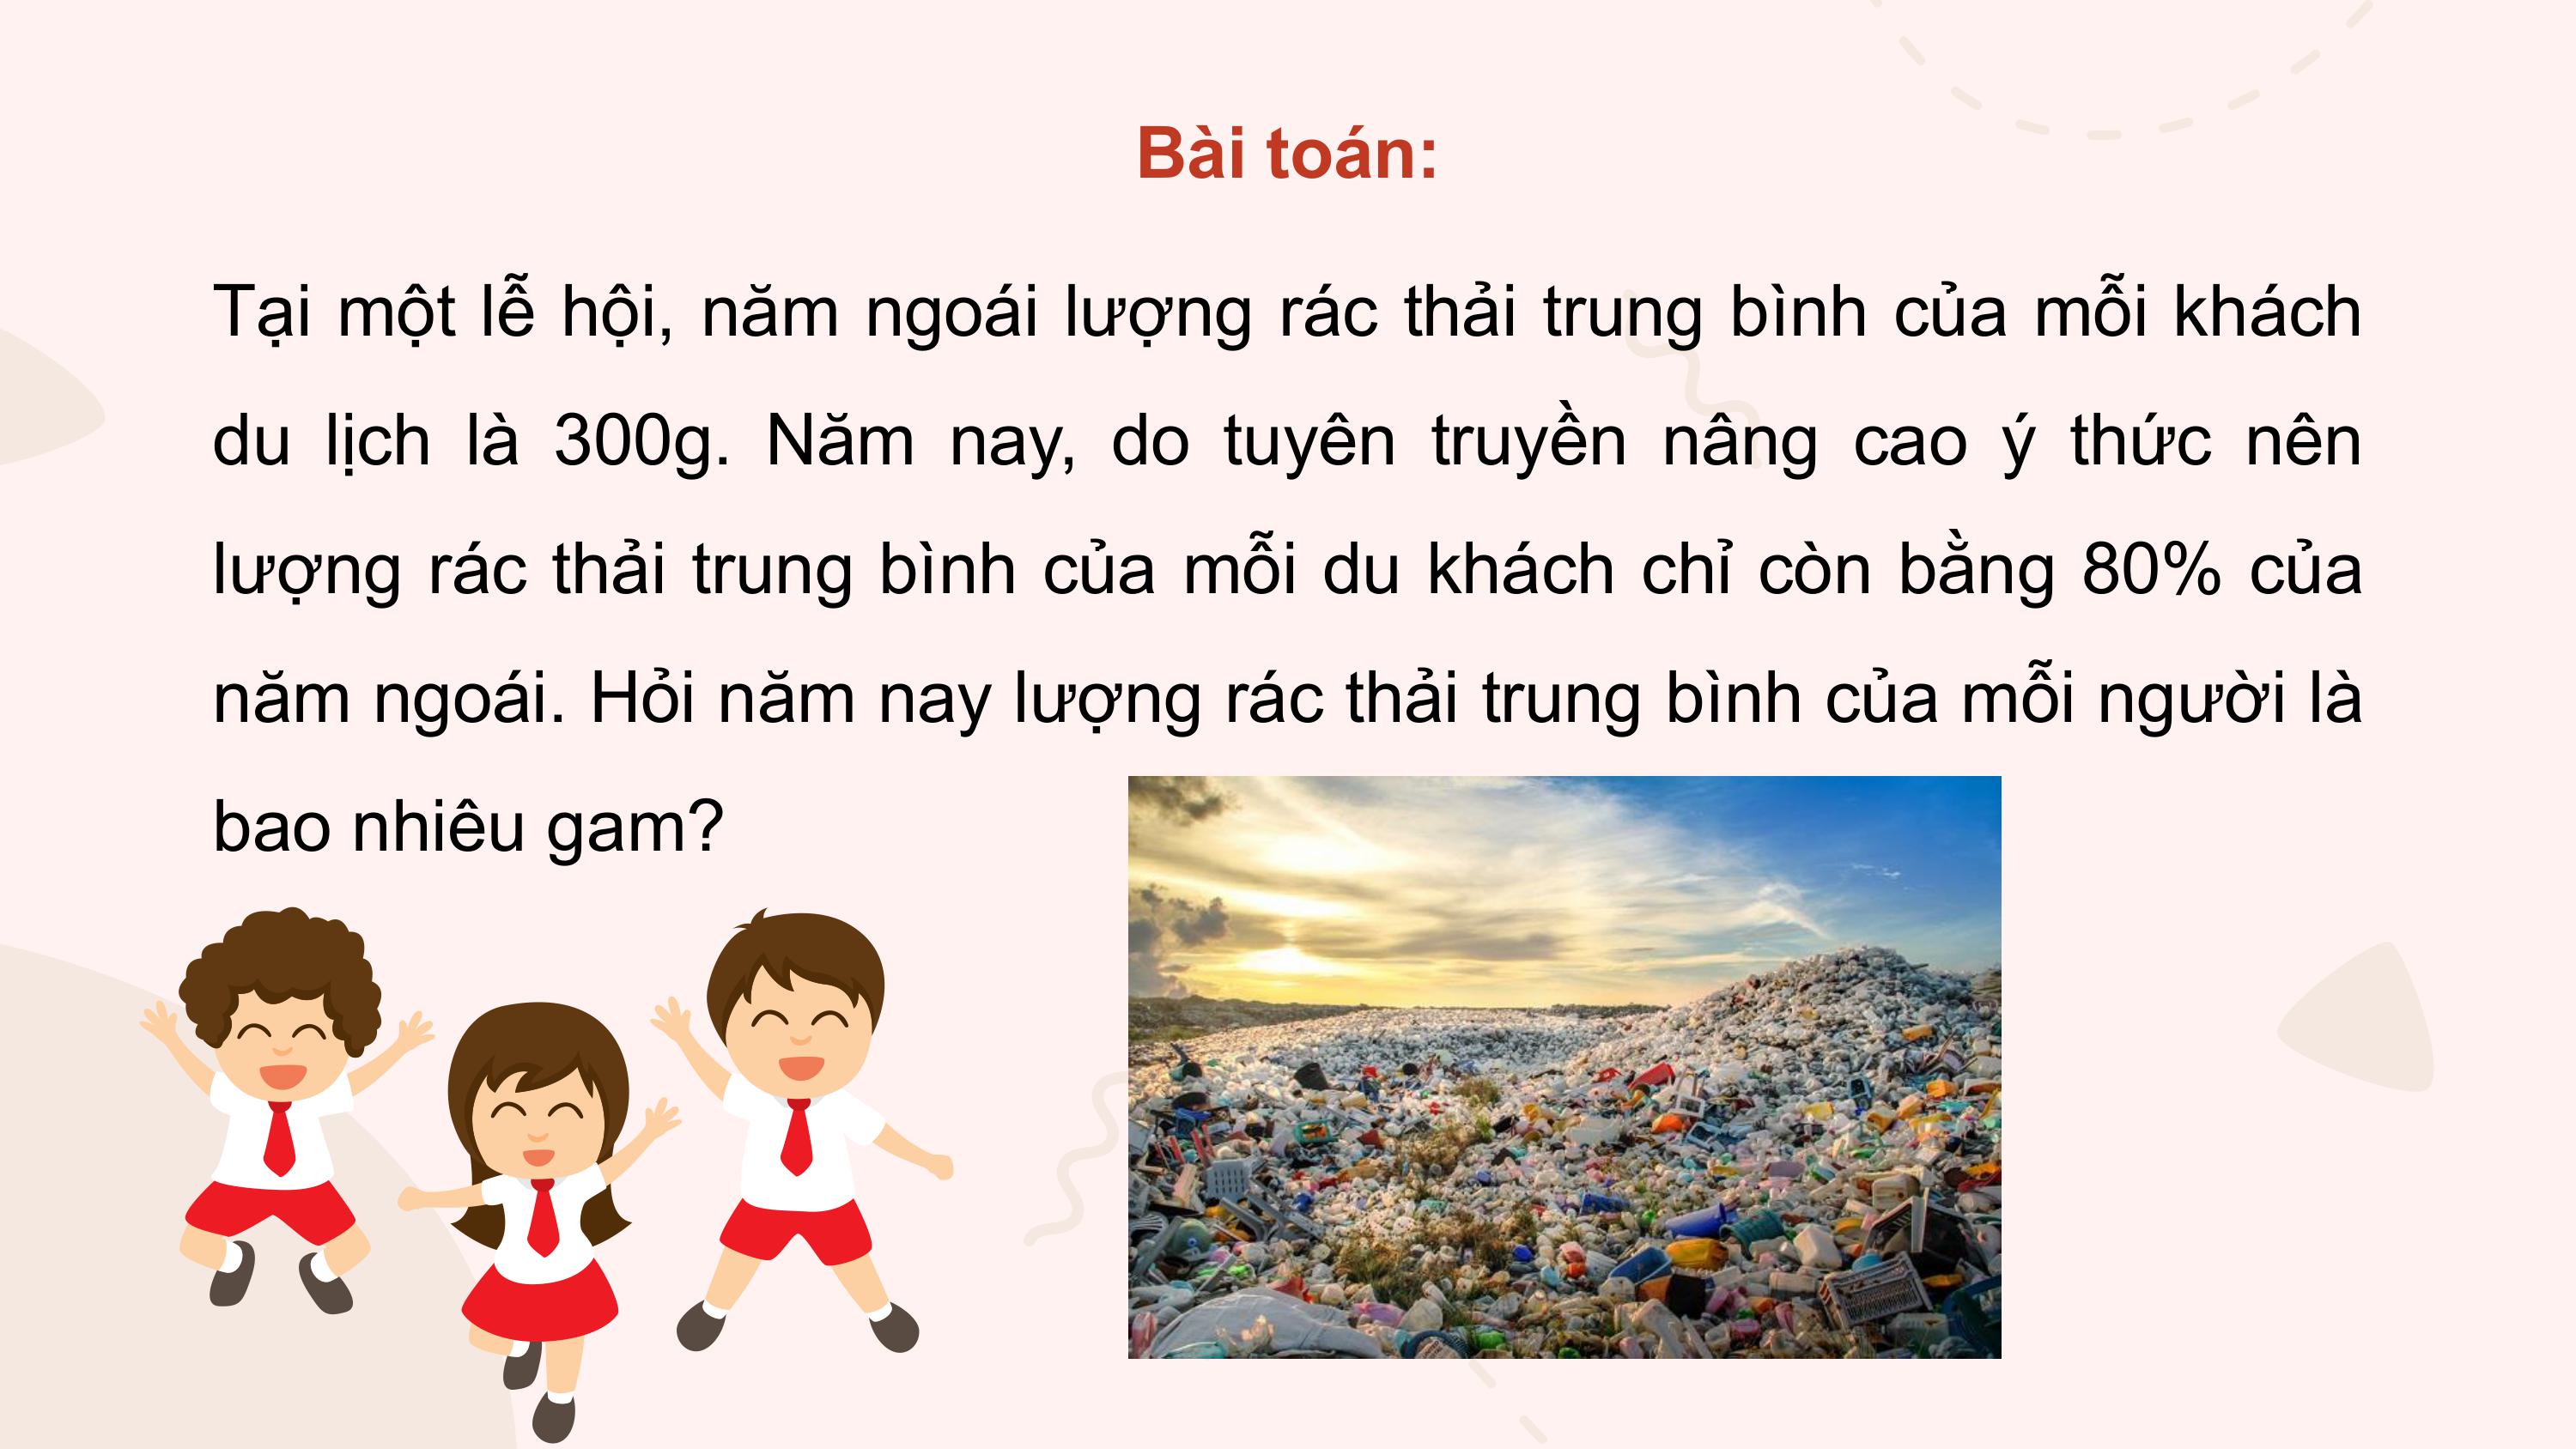 Bài toán:
Tại một lễ hội, năm ngoái lượng rác thải trung bình của mỗi khách
du lịch là 300g. Năm nay, do tuyên truyền nâng cao ý thức nên
lượng rác thải trung bình của mỗi du khách chỉ còn bằng 80% của
năm ngoái. Hỏi năm nay lượng rác thải trung bình của mỗi người là
bao nhiêu gam?